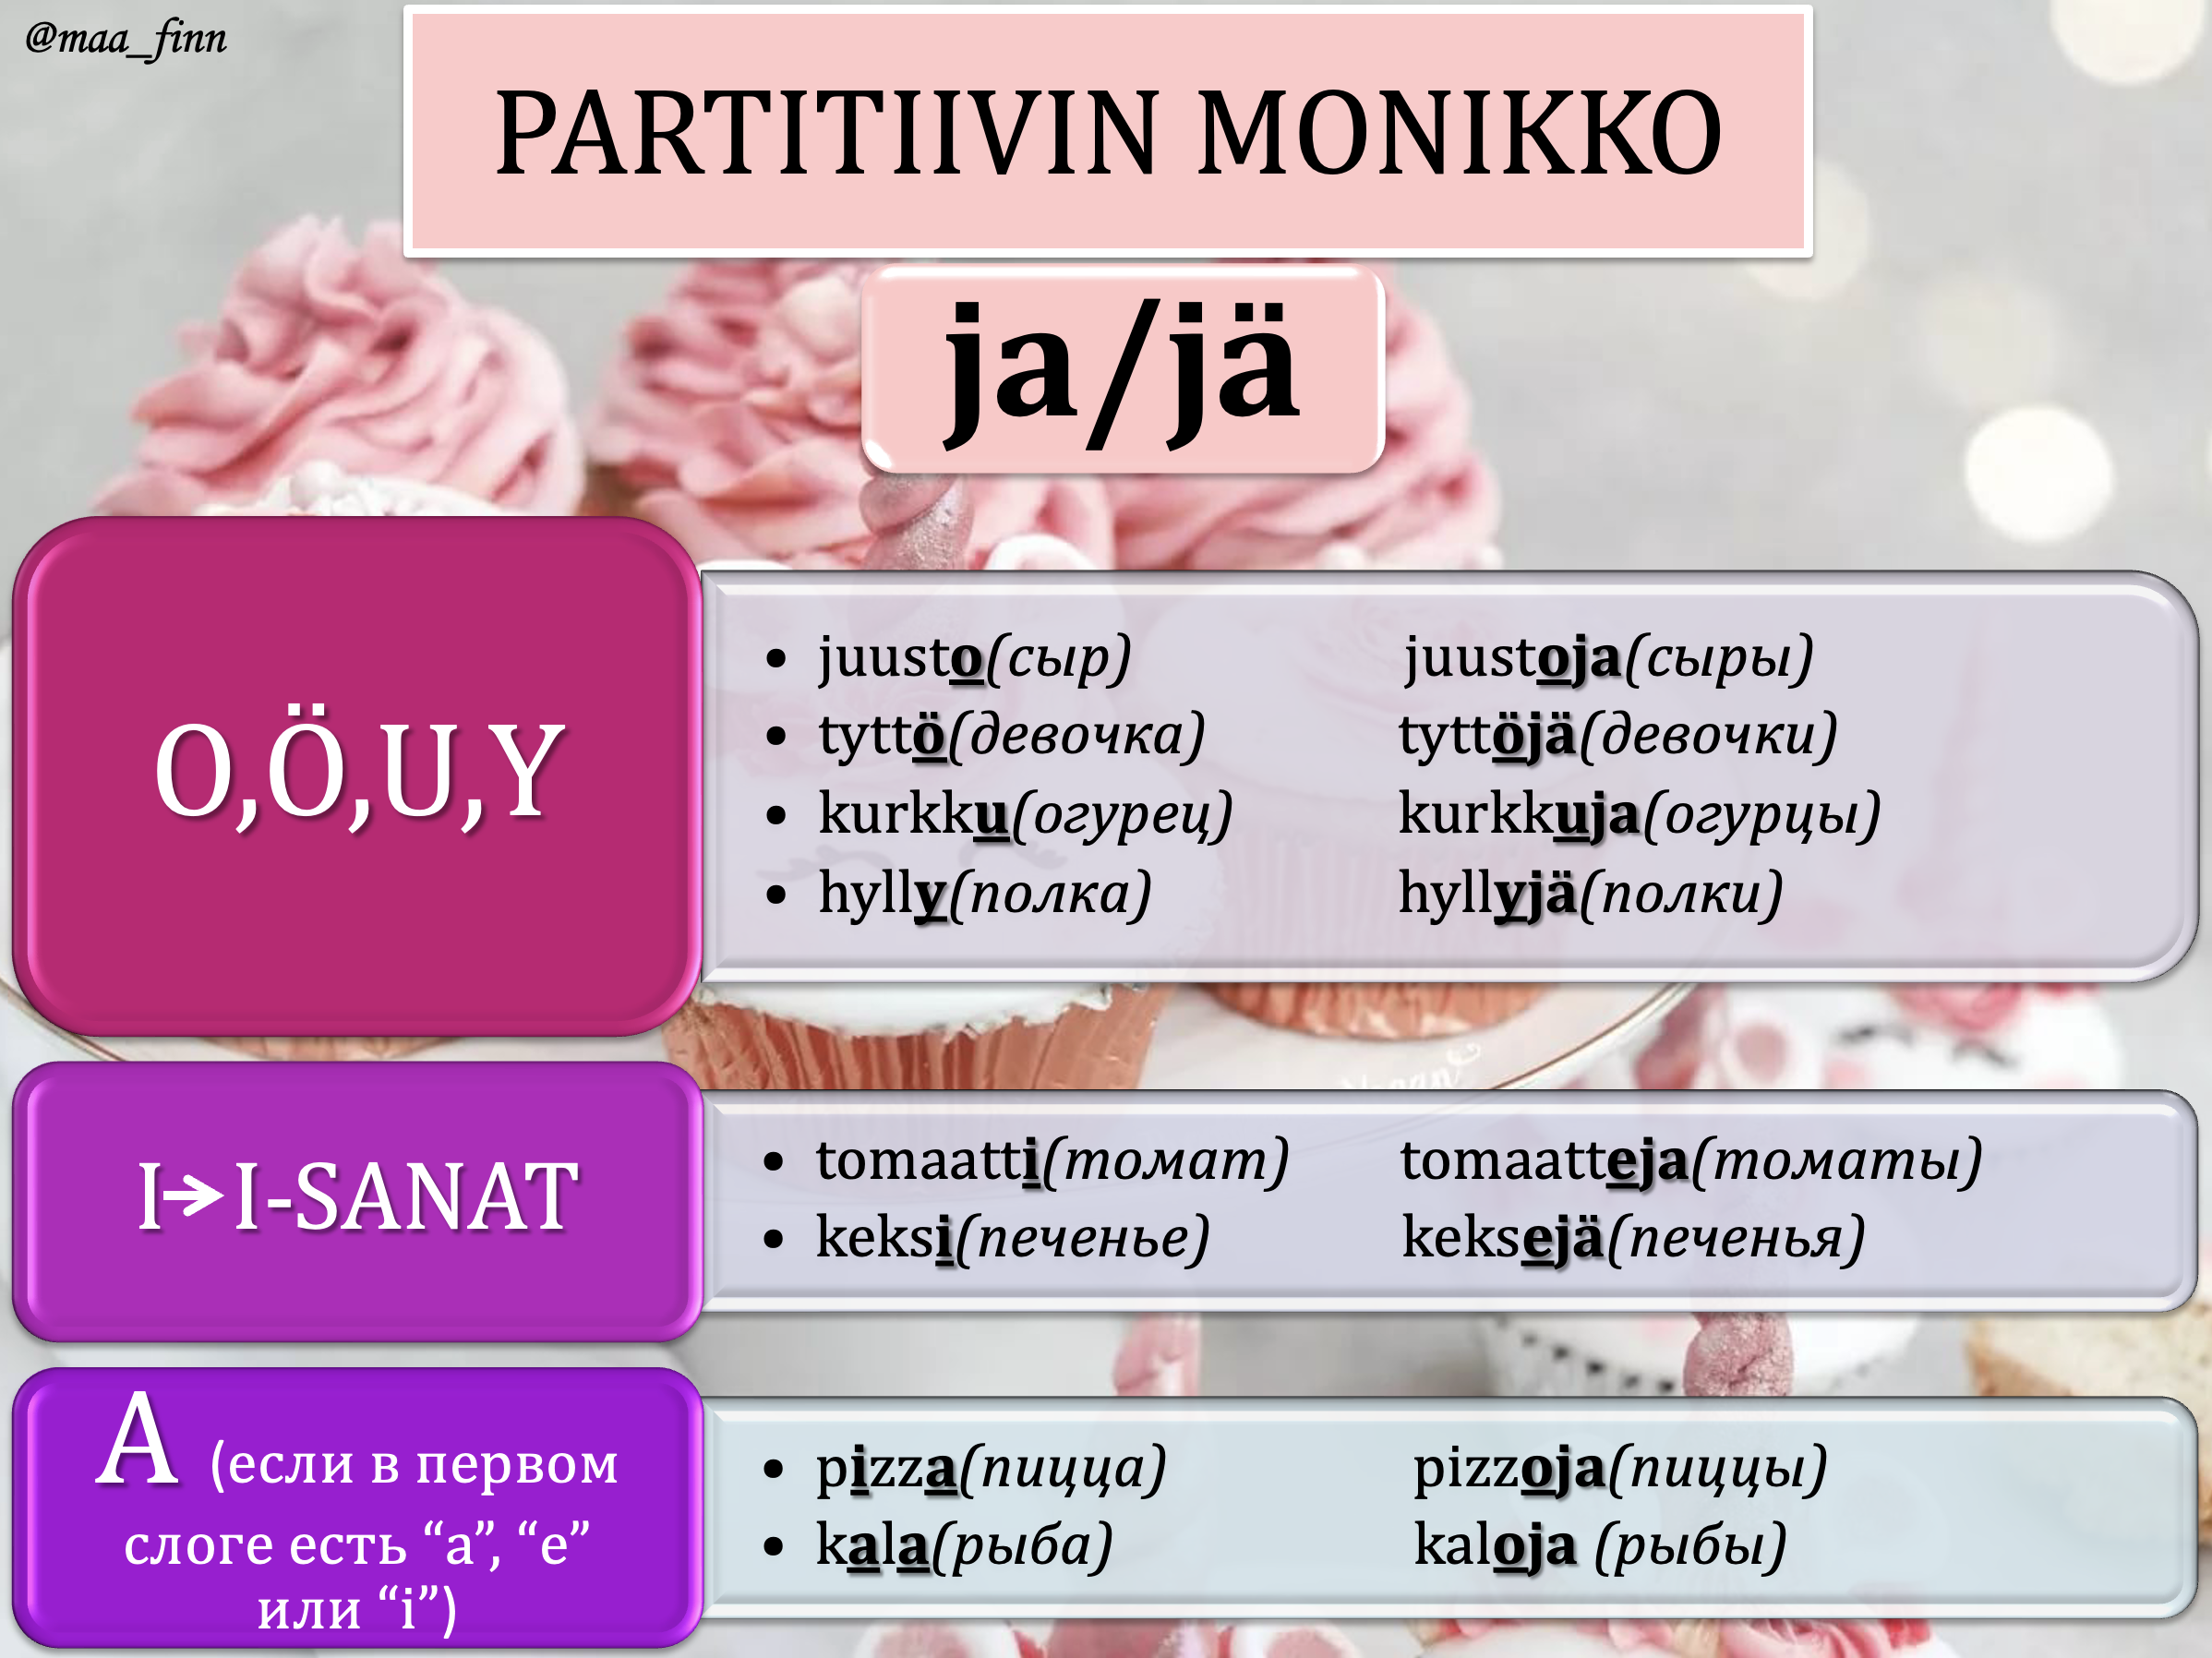 @maa_finn
PARTITIIVIN MONIKKO
ja/jä
O,Ö,U,Y
• juusto(сыр) juustoja(сыры)
• tyttö(девочка) tyttöjä(девочки)
• kurkku(огурец) kurkkuja(огурцы)
• hylly(полка) hyllyjä(полки)
I→I-SANAT
• tomaatti(томат) tomaatteja(томаты)
• keksi(печенье) keksejä(печенья)
A (если в первом
слоге есть “a”, “e”
или “i”)
• pizza(пицца) pizzoja(пиццы)
• kala(рыба) kaloja (рыбы)